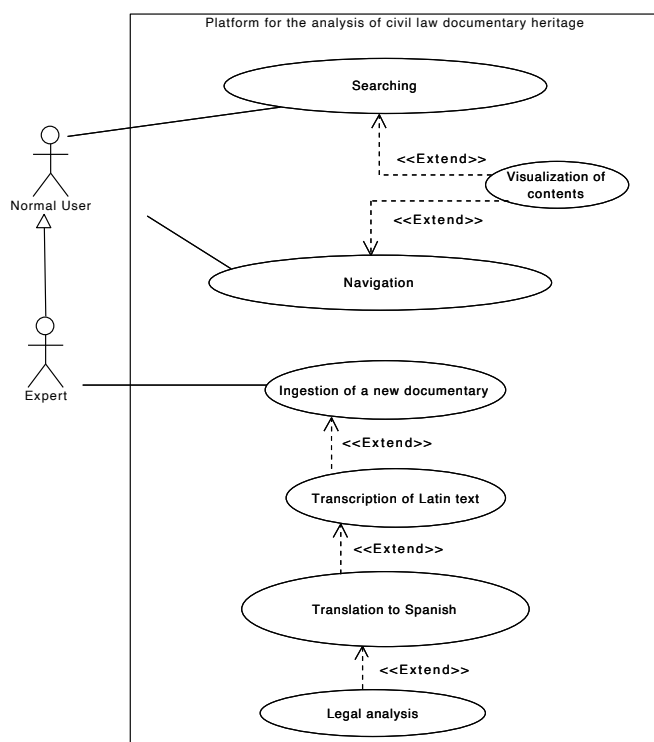 Platform for the analysis of civil law documentary heritage
Searching
<<Extend>>
Visualization of
contents
Normal User
<<Extend>>
Navigation
Ingestion of a new documentary
Expert
<<Extend>>
Transcription of Latin text
<<Extend>>
Translation to Spanish
<<Extend>>
Legal analysis